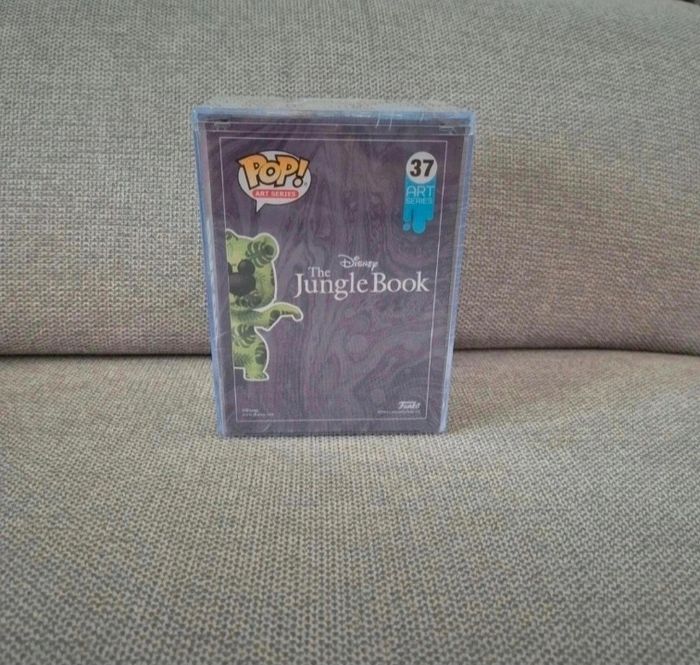 POP!
ART SERIES
37
ART
SERIES
Disney
The
Jungle Book
Funko